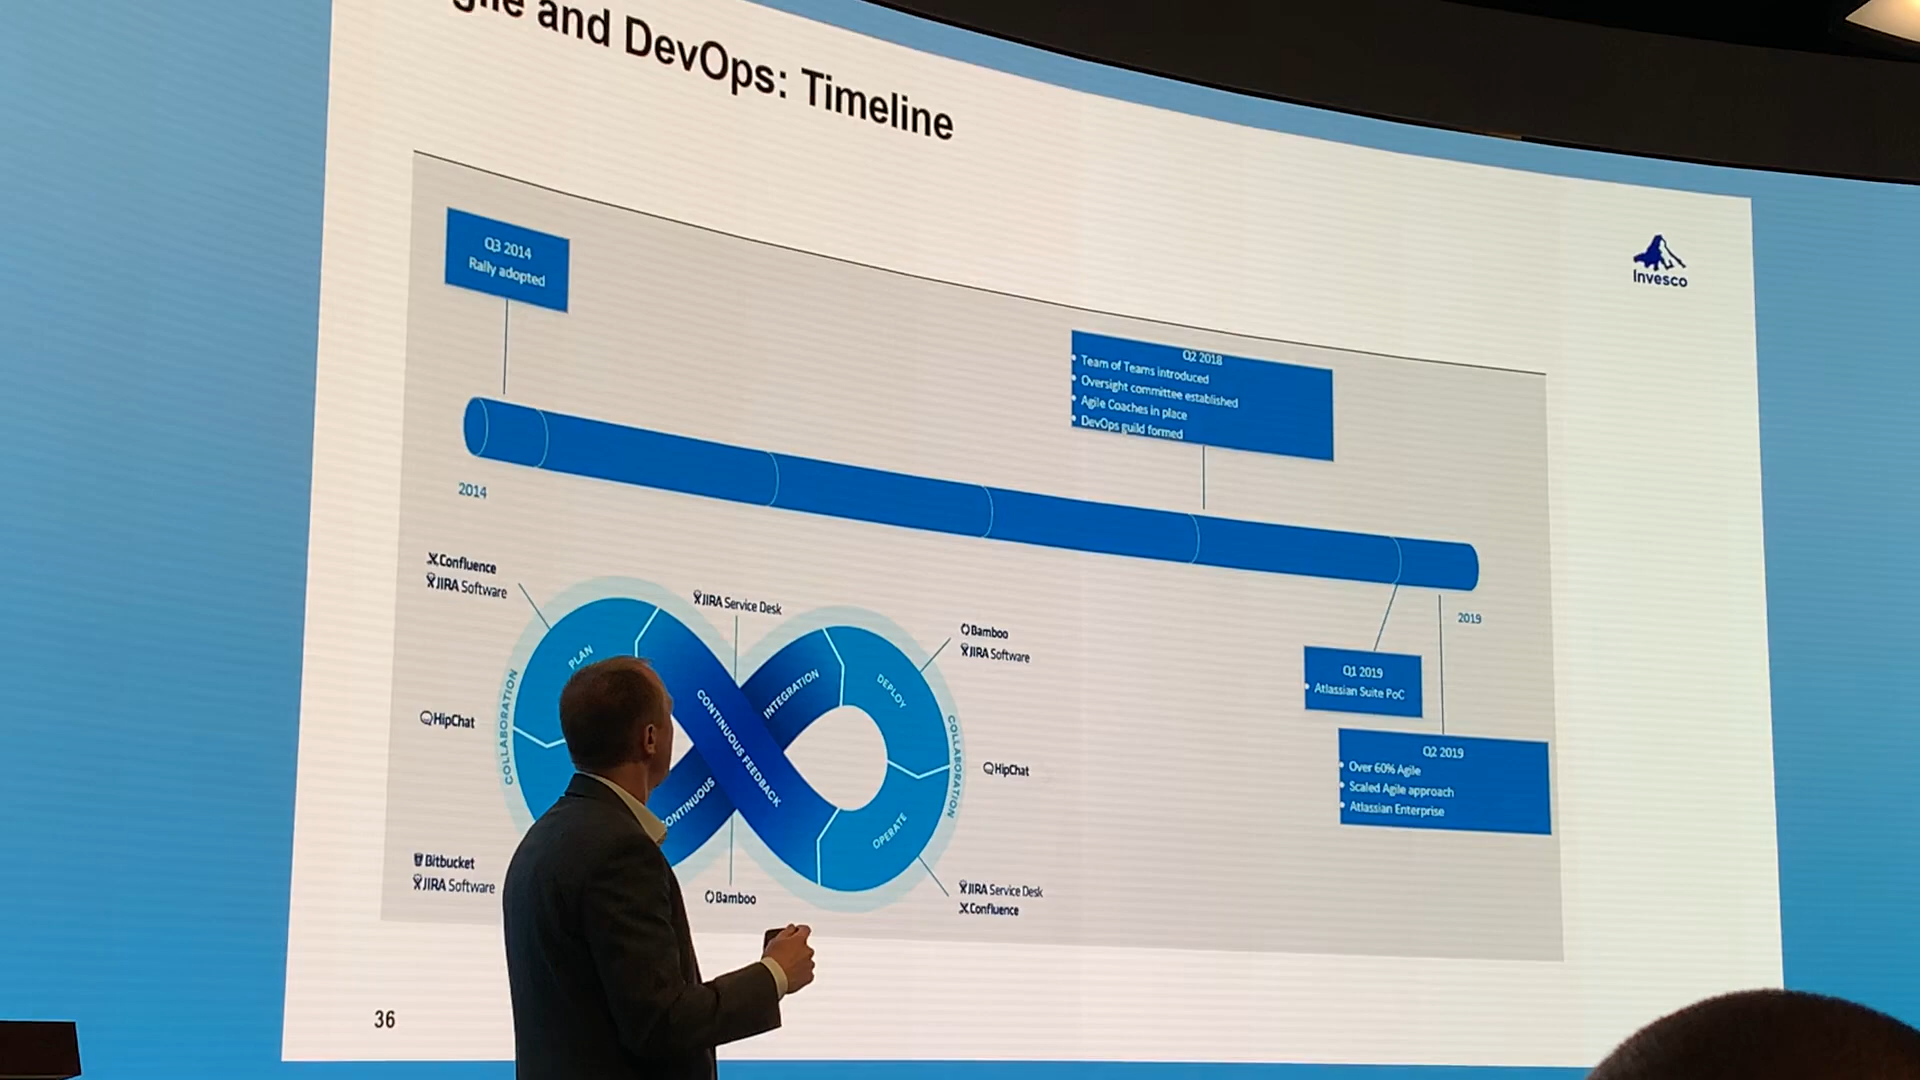 and DevOps: Timeline
Invesco
Q3 2014
Rally adopted
Q2 2018
• Team of Teams introduced
• Oversight committee established
• Agile Coaches in place
• DevOps guild formed
2014
2019
Q1 2019
• Atlassian Suite PoC
Q2 2019
• Over 60% Agile
• Scaled Agile approach
• Atlassian Enterprise
Confluence
JIRA Software
JIRA Service Desk
Bamboo
JIRA Software
PLAN
COLLABORATION
CONTINUOUS FEEDBACK
INTEGRATION
DEPLOY
COLLABORATION
HipChat
HipChat
OPERATE
Bitbucket
JIRA Software
Bamboo
JIRA Service Desk
Confluence
36